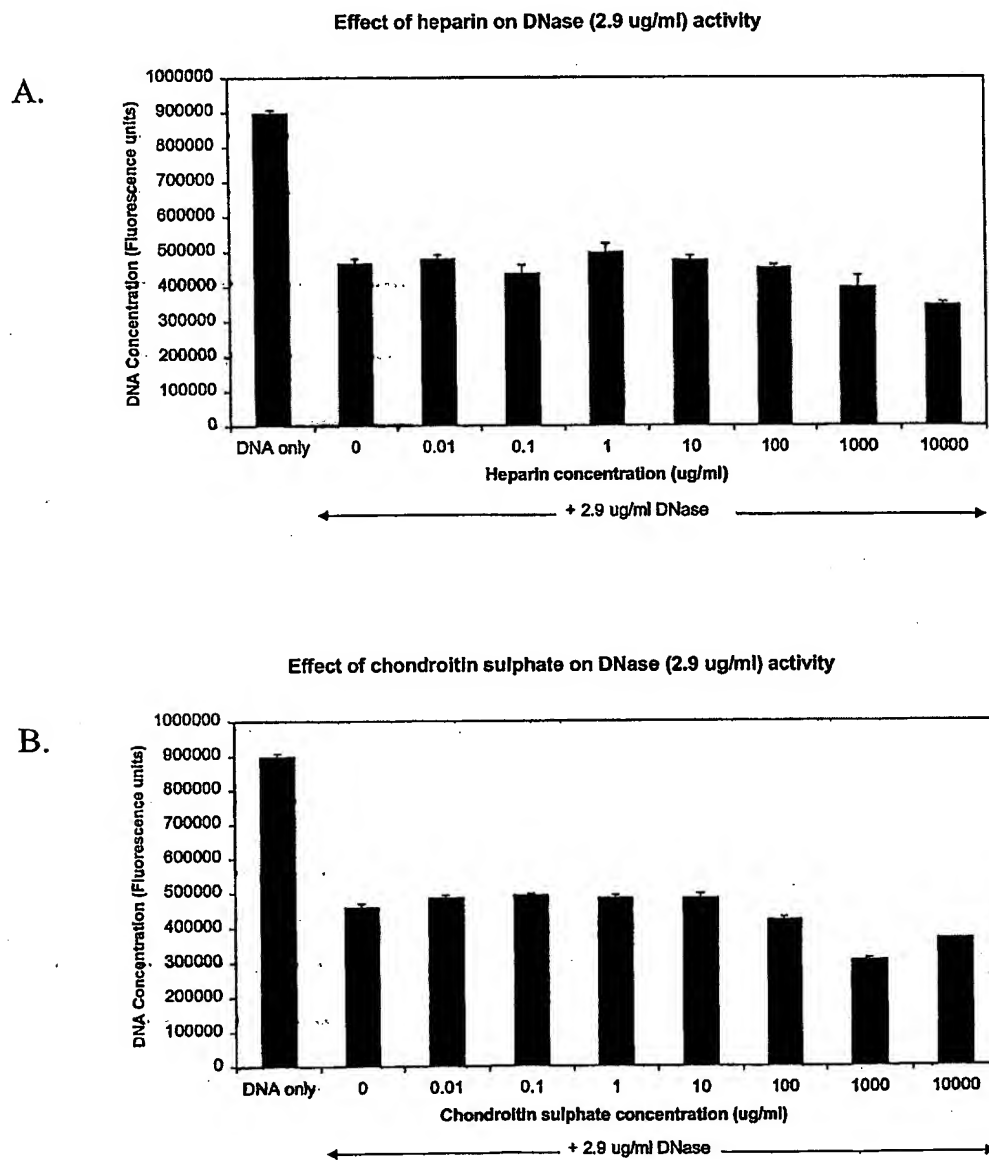 Effect of heparin on DNase (2.9 ug/ml) activity
A.
DNA Concentration (Fluorescence units)
1000000
900000
800000
700000
600000
500000
400000
300000
200000
100000
0
DNA only 0 0.01 0.1 1 10 100 1000 10000
Heparin concentration (ug/ml)
+ 2.9 ug/ml DNase
Effect of chondroitin sulphate on DNase (2.9 ug/ml) activity
B.
DNA Concentration (Fluorescence units)
1000000
900000
800000
700000
600000
500000
400000
300000
200000
100000
0
DNA only 0 0.01 0.1 1 10 100 1000 10000
Chondroitin sulphate concentration (ug/ml)
+ 2.9 ug/ml DNase